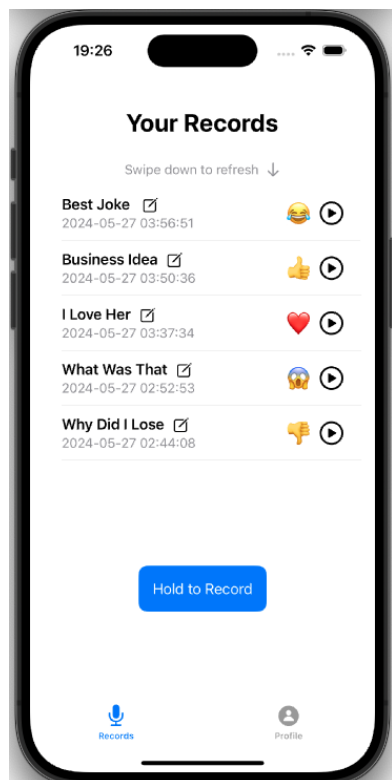 19:26
Your Records
Swipe down to refresh ↓
Best Joke
2024-05-27 03:56:51
Business Idea
2024-05-27 03:50:36
I Love Her
2024-05-27 03:37:34
What Was That
2024-05-27 02:52:53
Why Did I Lose
2024-05-27 02:44:08
Hold to Record
Records
Profile